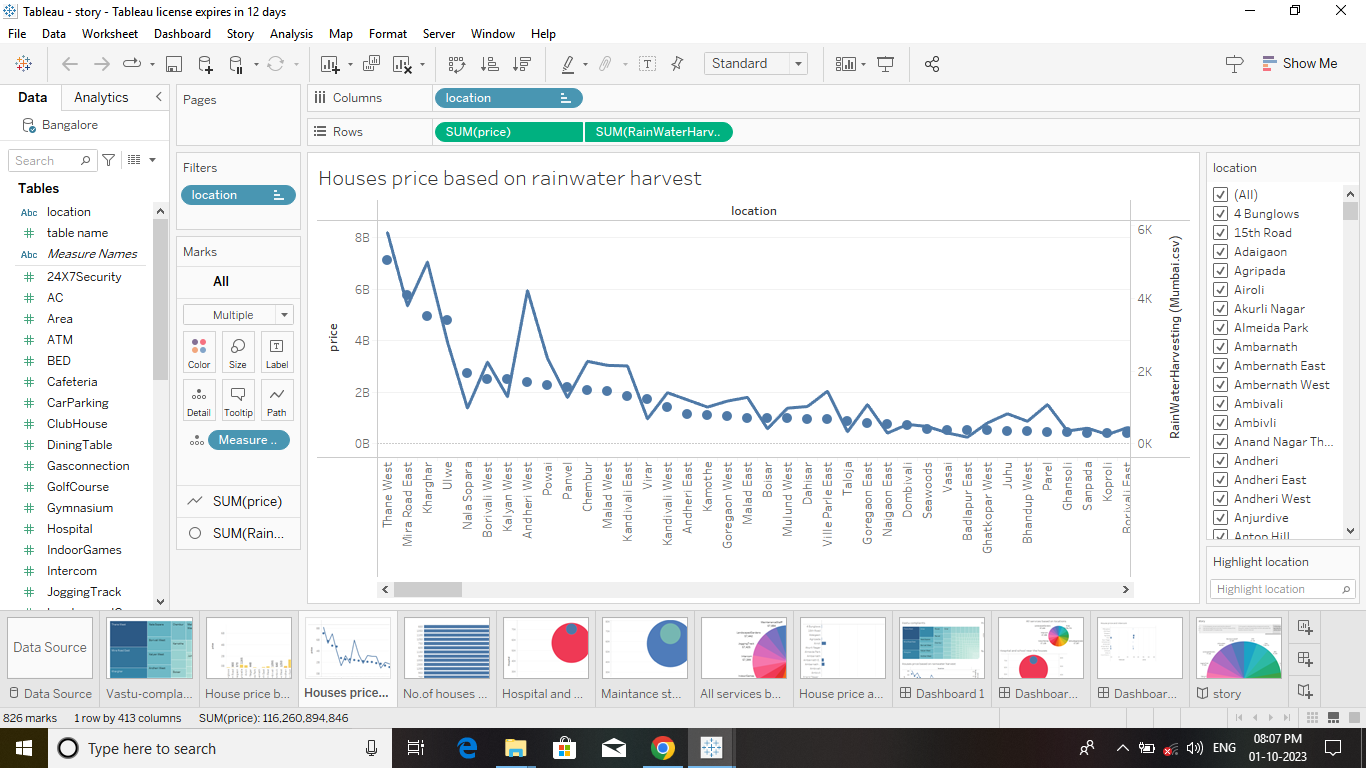 Tableau - story - Tableau license expires in 12 days
File Data Worksheet Dashboard Story Analysis Map Format Server Window Help
Standard
Show Me
Data Analytics
Bangalore
Search
Tables
Abc location
# table name
Abc Measure Names
# 24X7Security
# AC
# Area
# ATM
# BED
# Cafeteria
# CarParking
# ClubHouse
# DiningTable
# Gasconnection
# GolfCourse
# Gymnasium
# Hospital
# IndoorGames
# Intercom
# JoggingTrack
Pages
Filters
location
Marks
All
Multiple
Color Size Label
Detail Tooltip Path
Measure ..
SUM(price)
SUM(Rain...
Columns location
Rows SUM(price) SUM(RainWaterHarv..
Houses price based on rainwater harvest
location
8B
6B
4B
2B
0B
price
6K
4K
2K
0K
RainWaterHarvesting (Mumbai.csv)
Thane West
Mira Road East
Kharghar
Ulwe
Nala Sopara
Borivali West
Kalyan West
Andheri West
Powai
Panvel
Chembur
Malad West
Kandivali East
Virar
Kandivali West
Andheri East
Kamothe
Goregaon West
Malad East
Boisar
Mulund West
Dahisar
Ville Parle East
Taloja
Goregaon East
Naigaon East
Dombivali
Seawoods
Vasai
Badlapur East
Ghatkopar West
Juhu
Bhandup West
Parel
Ghansoli
Sanpada
Koproli
Borivali East
location
(All)
4 Bunglows
15th Road
Adaigaon
Agripada
Airoli
Akurli Nagar
Almeida Park
Ambarnath
Ambernath East
Ambernath West
Ambivali
Ambivli
Anand Nagar Th...
Andheri
Andheri East
Andheri West
Anjurdive
Anton Hill
Highlight location
Highlight location
Data Source
Data Source
Vastu-compla...
House price b...
Houses price...
No.of houses ...
Hospital and ...
Maintance st...
All services b...
House price a...
Dashboard 1
Dashboar...
Dashboar...
story
826 marks 1 row by 413 columns SUM(price): 116,260,894,846
Type here to search
ENG
08:07 PM
01-10-2023